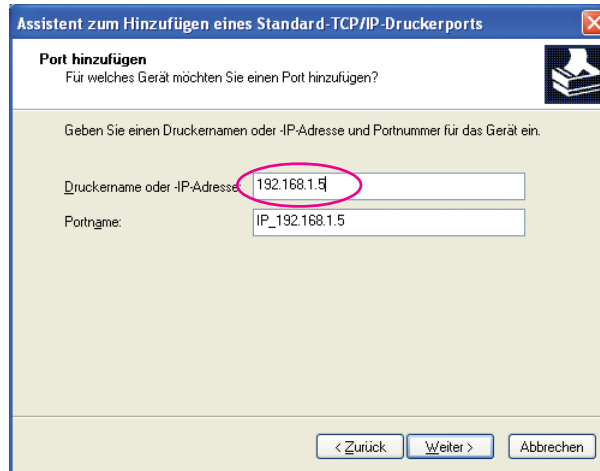 Assistent zum Hinzufügen eines Standard-TCP/IP-Druckerports
Port hinzufügen
Für welches Gerät möchten Sie einen Port hinzufügen?
Geben Sie einen Druckernamen oder -IP-Adresse und Portnummer für das Gerät ein.
Druckername oder -IP-Adresse: 192.168.1.5
Portname: IP_192.168.1.5
< Zurück Weiter > Abbrechen